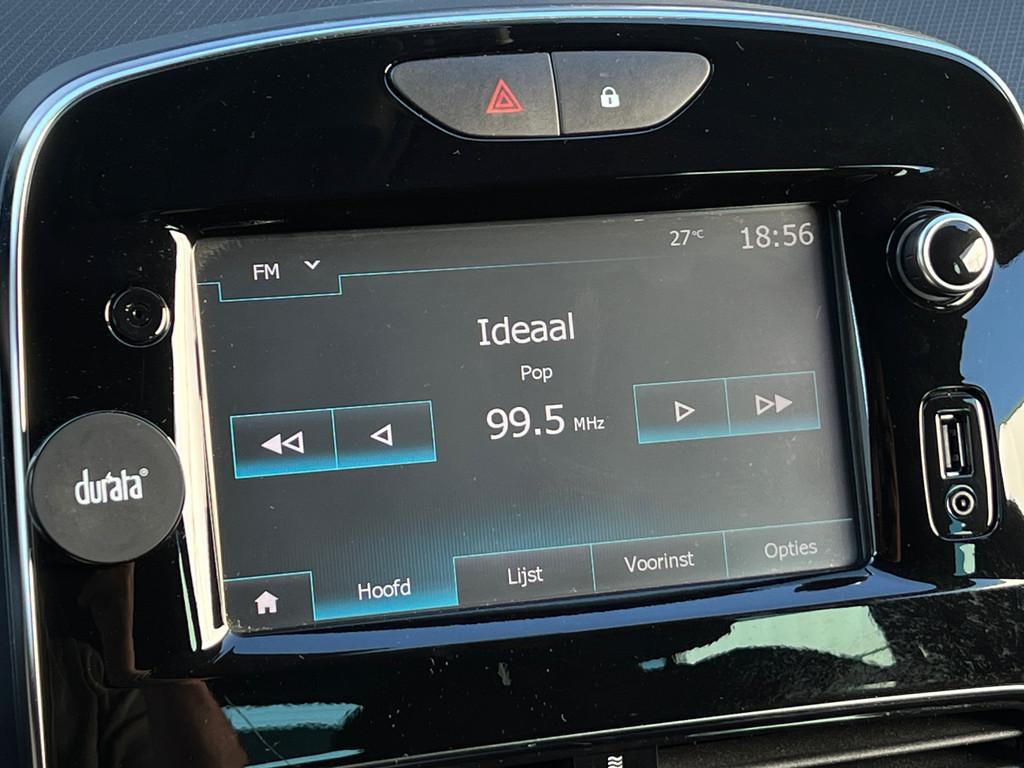 27°C 18:56
FM
Ideaal
Pop
99.5 MHz
durata®
Hoofd Lijst Voorinst Opties